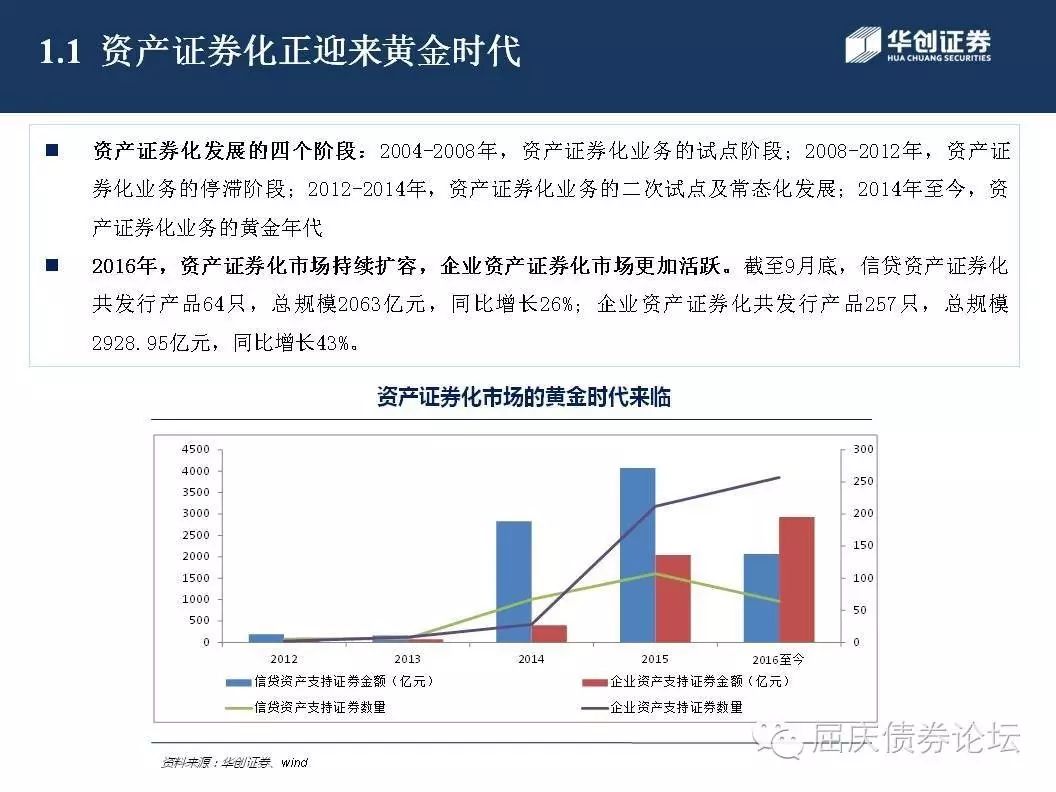 1.1 资产证券化正迎来黄金时代
华创证券
HUA CHUANG SECURITIES
■ 资产证券化发展的四个阶段：2004-2008年，资产证券化业务的试点阶段；2008-2012年，资产证
券化业务的停滞阶段；2012-2014年，资产证券化业务的二次试点及常态化发展；2014年至今，资
产证券化业务的黄金年代
■ 2016年，资产证券化市场持续扩容，企业资产证券化市场更加活跃。截至9月底，信贷资产证券化
共发行产品64只，总规模2063亿元，同比增长26%；企业资产证券化共发行产品257只，总规模
2928.95亿元，同比增长43%。
资产证券化市场的黄金时代来临
4500 300
4000 250
3500
3000 200
2500
2000 150
1500 100
1000
500 50
0 0
2012 2013 2014 2015 2016至今
信贷资产支持证券金额（亿元） 企业资产支持证券金额（亿元）
信贷资产支持证券数量 企业资产支持证券数量
屈庆债券论坛
资料来源：华创证券、wind